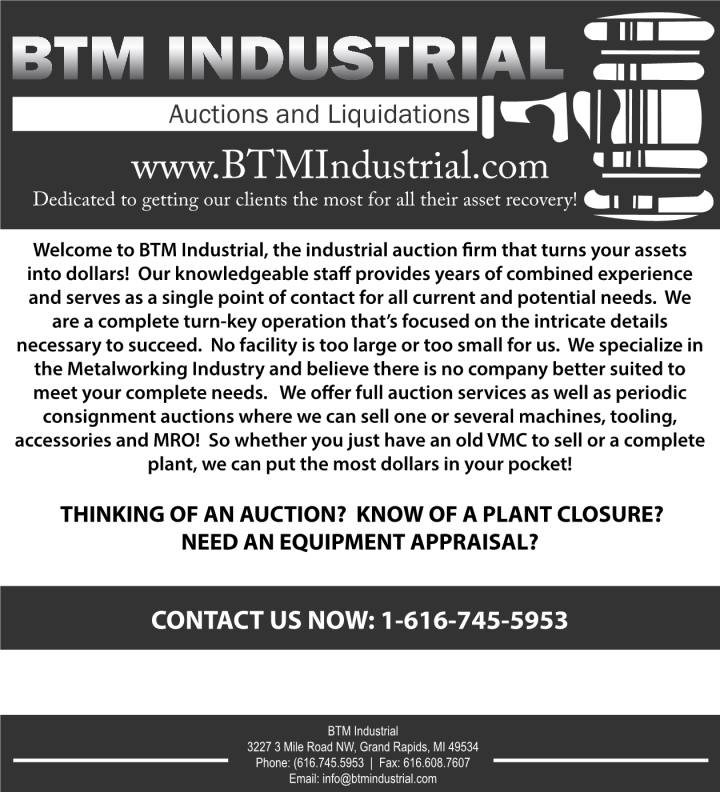 BTM INDUSTRIAL
Auctions and Liquidations
www.BTMIndustrial.com
Dedicated to getting our clients the most for all their asset recovery!
Welcome to BTM Industrial, the industrial auction firm that turns your assets
into dollars!  Our knowledgeable staff provides years of combined experience
and serves as a single point of contact for all current and potential needs.  We
are a complete turn-key operation that’s focused on the intricate details
necessary to succeed.  No facility is too large or too small for us.  We specialize in
the Metalworking Industry and believe there is no company better suited to
meet your complete needs.   We offer full auction services as well as periodic
consignment auctions where we can sell one or several machines, tooling,
accessories and MRO!  So whether you just have an old VMC to sell or a complete
plant, we can put the most dollars in your pocket!
THINKING OF AN AUCTION?  KNOW OF A PLANT CLOSURE?
NEED AN EQUIPMENT APPRAISAL?
CONTACT US NOW: 1-616-745-5953
BTM Industrial
3227 3 Mile Road NW, Grand Rapids, MI 49534
Phone: (616.745.5953  |  Fax: 616.608.7607
Email: info@btmindustrial.com